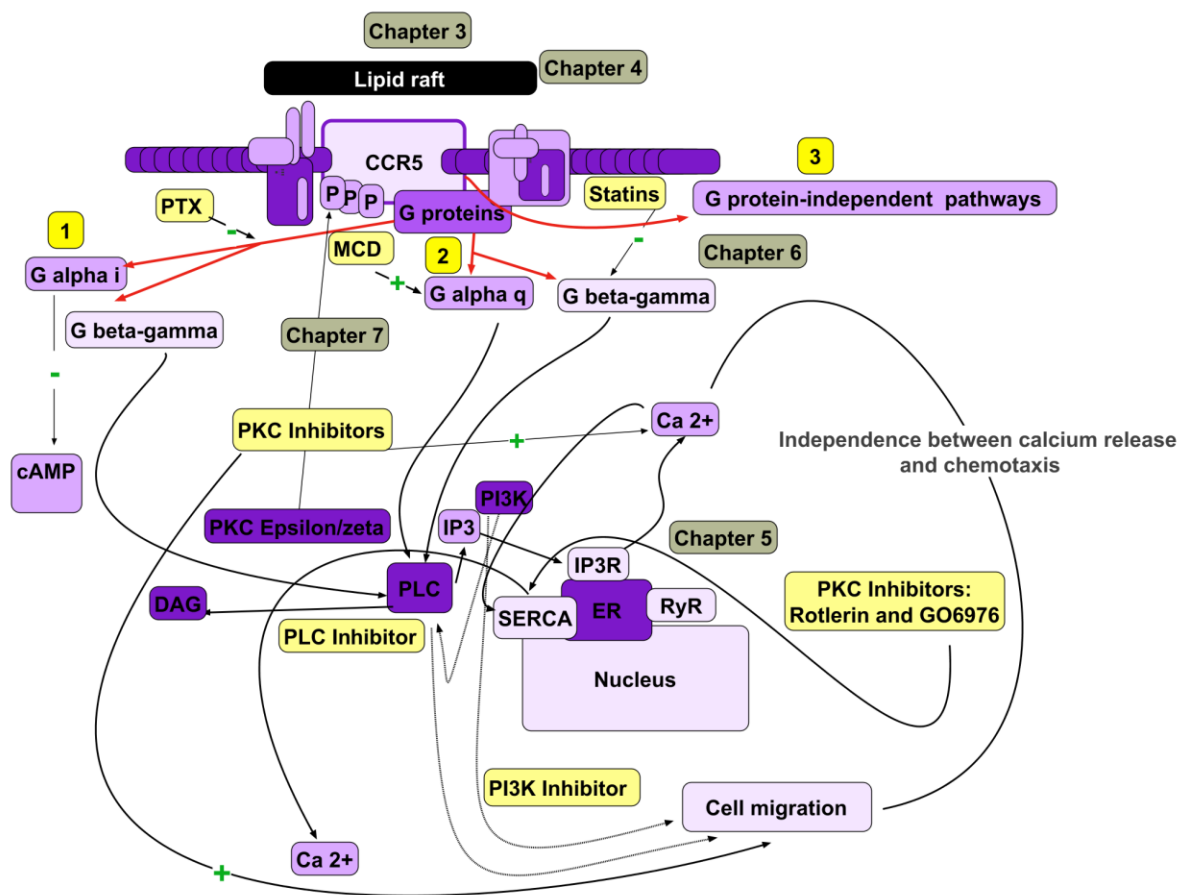 Chapter 3
Lipid raft
Chapter 4
CCR5
3
P
P
P
Statins
G protein-independent pathways
PTX
G proteins
-
1
MCD
2
-
Chapter 6
G alpha i
+
G alpha q
G beta-gamma
G beta-gamma
Chapter 7
-
PKC Inhibitors
+
Ca 2+
Independence between calcium release
and chemotaxis
cAMP
PI3K
PKC Epsilon/zeta
IP3
Chapter 5
IP3R
PLC
DAG
SERCA
ER
RyR
PKC Inhibitors:
Rotlerin and GO6976
PLC Inhibitor
Nucleus
PI3K Inhibitor
Cell migration
Ca 2+
+